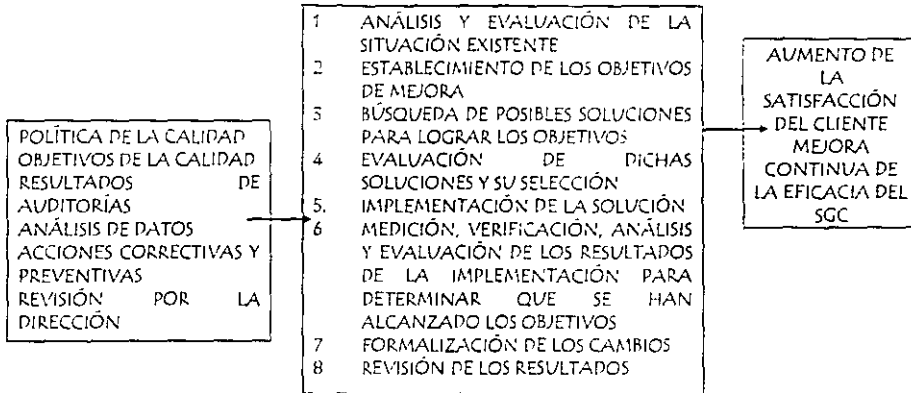 POLÍTICA DE LA CALIDAD
OBJETIVOS DE LA CALIDAD
RESULTADOS DE
AUDITORÍAS
ANÁLISIS DE DATOS
ACCIONES CORRECTIVAS Y
PREVENTIVAS
REVISIÓN POR LA
DIRECCIÓN
1 ANÁLISIS Y EVALUACIÓN DE LA
SITUACIÓN EXISTENTE
2 ESTABLECIMIENTO DE LOS OBJETIVOS
DE MEJORA
3 BÚSQUEDA DE POSIBLES SOLUCIONES
PARA LOGRAR LOS OBJETIVOS
4 EVALUACIÓN DE DICHAS
SOLUCIONES Y SU SELECCIÓN
5. IMPLEMENTACIÓN DE LA SOLUCIÓN
6 MEDICIÓN, VERIFICACIÓN, ANÁLISIS
Y EVALUACIÓN DE LOS RESULTADOS
DE LA IMPLEMENTACIÓN PARA
DETERMINAR QUE SE HAN
ALCANZADO LOS OBJETIVOS
7 FORMALIZACIÓN DE LOS CAMBIOS
8 REVISIÓN DE LOS RESULTADOS
AUMENTO DE
LA
SATISFACCIÓN
DEL CLIENTE
MEJORA
CONTINUA DE
LA EFICACIA DEL
SGC